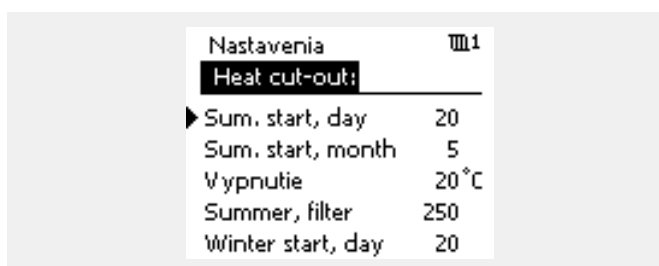 Nastavenia 1
Heat cut-out:
Sum. start, day 20
Sum. start, month 5
Vypnutie 20°C
Summer, filter 250
Winter start, day 20